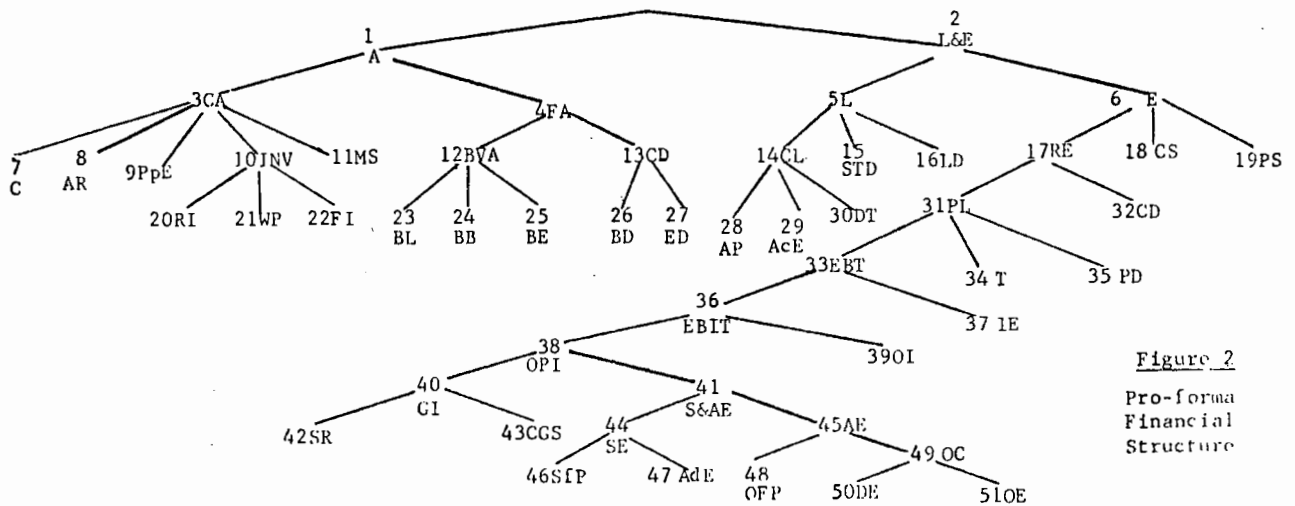 1
A
2
L&E
3CA
4FA
5L
6 E
7
C
8
AR
9PpE
10INV
11MS
12BVA
13CD
14CL
15
STD
16LD
17RE
18 CS
19PS
20RI
21WP
22FI
23
BL
24
BB
25
BE
26
BD
27
ED
28
AP
29
AcE
30DT
31PL
32CD
33EBT
34 T
35 PD
36
EBIT
37 IE
38
OPI
39OI
40
GI
41
S&AE
42SR
43CGS
44
SE
45AE
46SfP
47 AdE
48
OFP
49 OC
50DE
51OE
Figure 2
Pro-forma
Financial
Structure